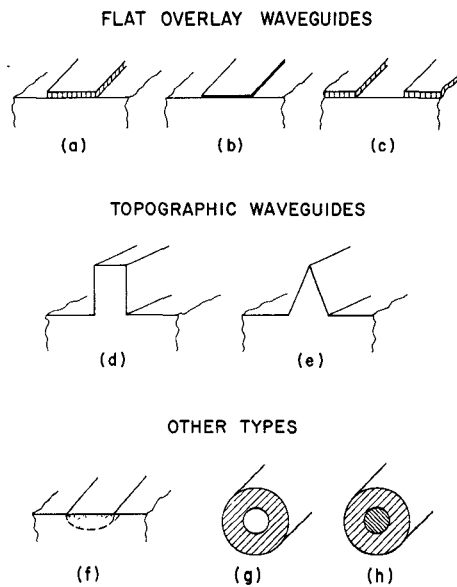 FLAT OVERLAY WAVEGUIDES
(a) (b) (c)
TOPOGRAPHIC WAVEGUIDES
(d) (e)
OTHER TYPES
(f) (g) (h)